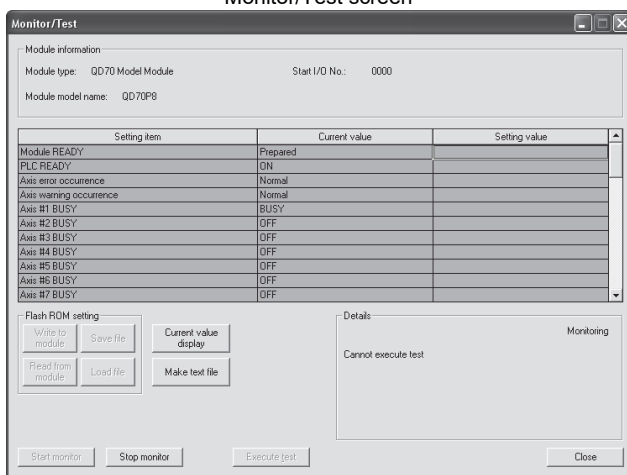 Monitor/Test screen
Monitor/Test
Module information
Module type: QD70 Model Module Start I/O No.: 0000
Module model name: QD70P8
Setting item Current value Setting value
Module READY Prepared
PLC READY ON
Axis error occurrence Normal
Axis warning occurrence Normal
Axis #1 BUSY BUSY
Axis #2 BUSY OFF
Axis #3 BUSY OFF
Axis #4 BUSY OFF
Axis #5 BUSY OFF
Axis #6 BUSY OFF
Axis #7 BUSY OFF
Flash ROM setting
Write to module
Save file
Current value display
Read from module
Load file
Make text file
Details
Monitoring
Cannot execute test
Start monitor Stop monitor Execute test Close